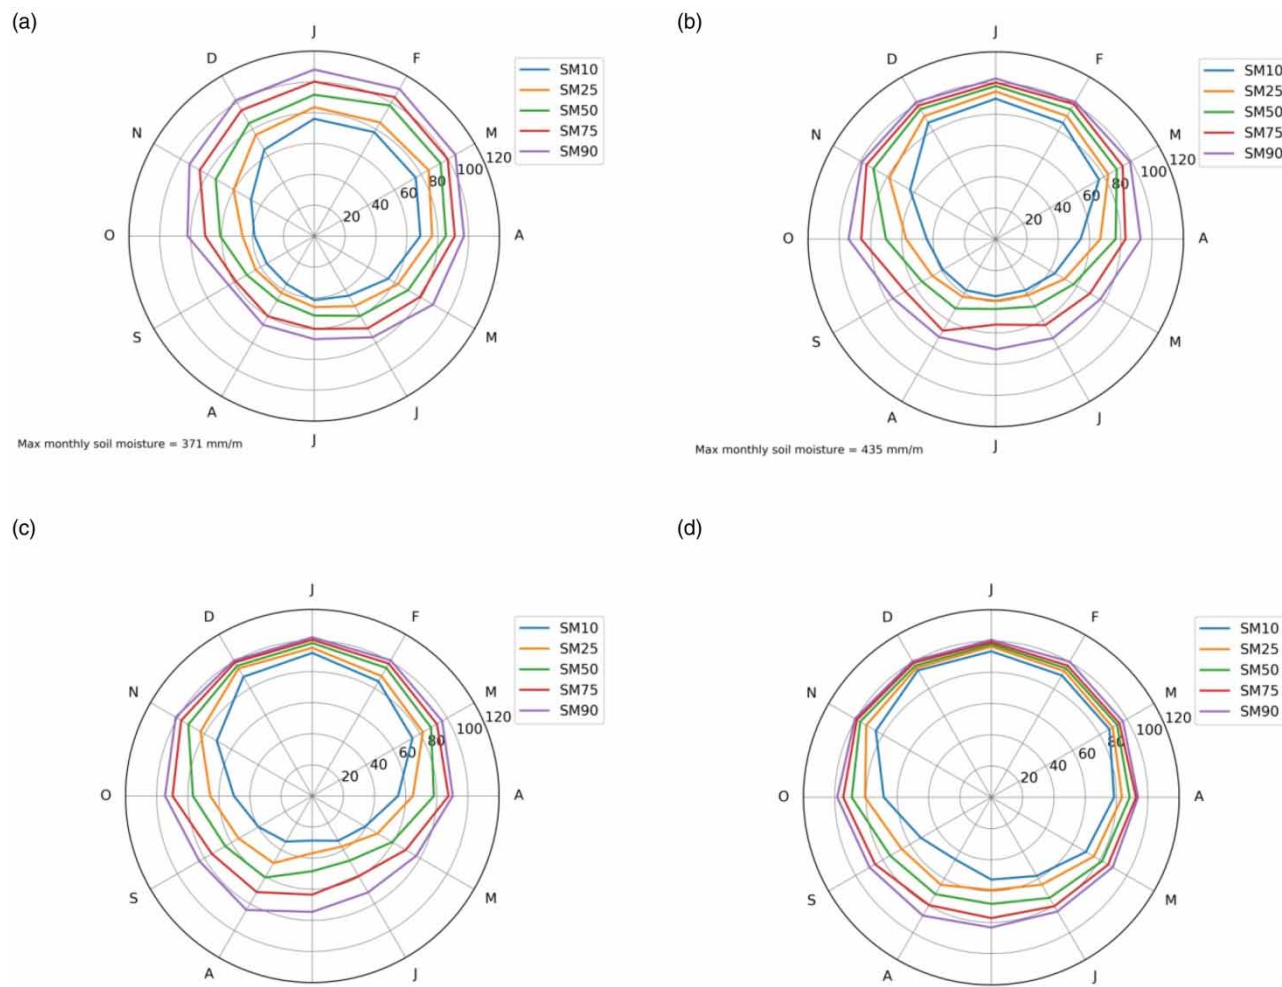 (a)
J
D
F
N
M
O
A
S
M
A
J
J
20
40
60
80
100
120
SM10
SM25
SM50
SM75
SM90
Max monthly soil moisture = 371 mm/m
(b)
J
D
F
N
M
O
A
S
M
A
J
J
20
40
60
80
100
120
SM10
SM25
SM50
SM75
SM90
Max monthly soil moisture = 435 mm/m
(c)
J
D
F
N
M
O
A
S
M
A
J
20
40
60
80
100
120
SM10
SM25
SM50
SM75
SM90
(d)
J
D
F
N
M
O
A
S
M
A
J
20
40
60
80
100
120
SM10
SM25
SM50
SM75
SM90